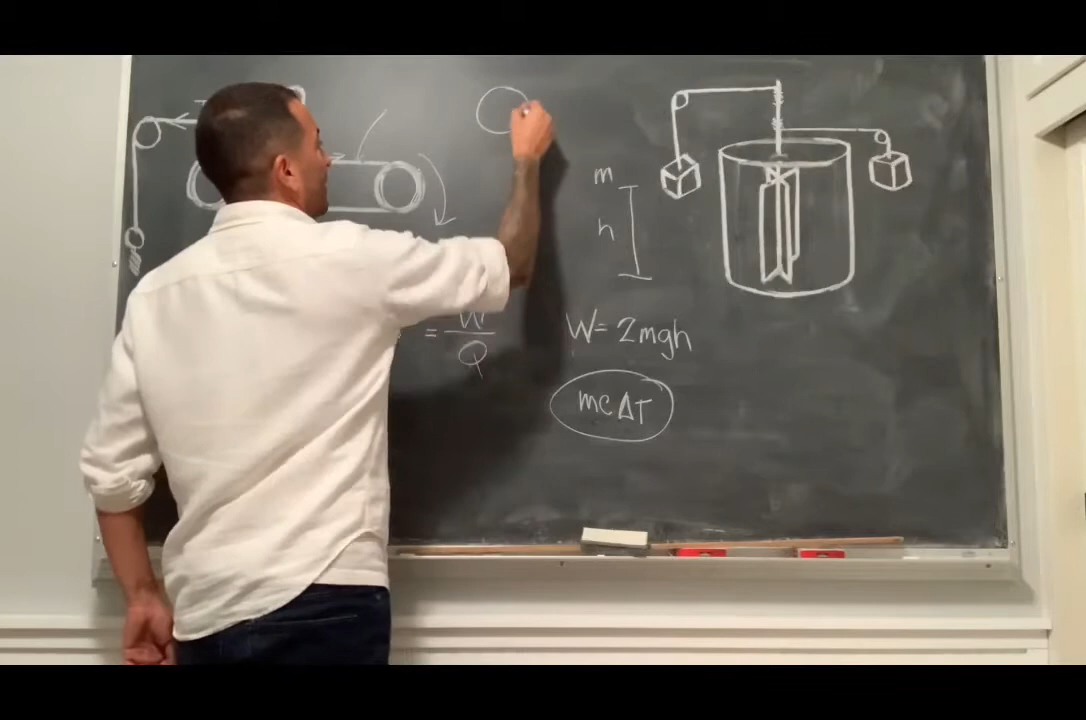 m
h
= W
Q
W = 2mgh
mcΔT